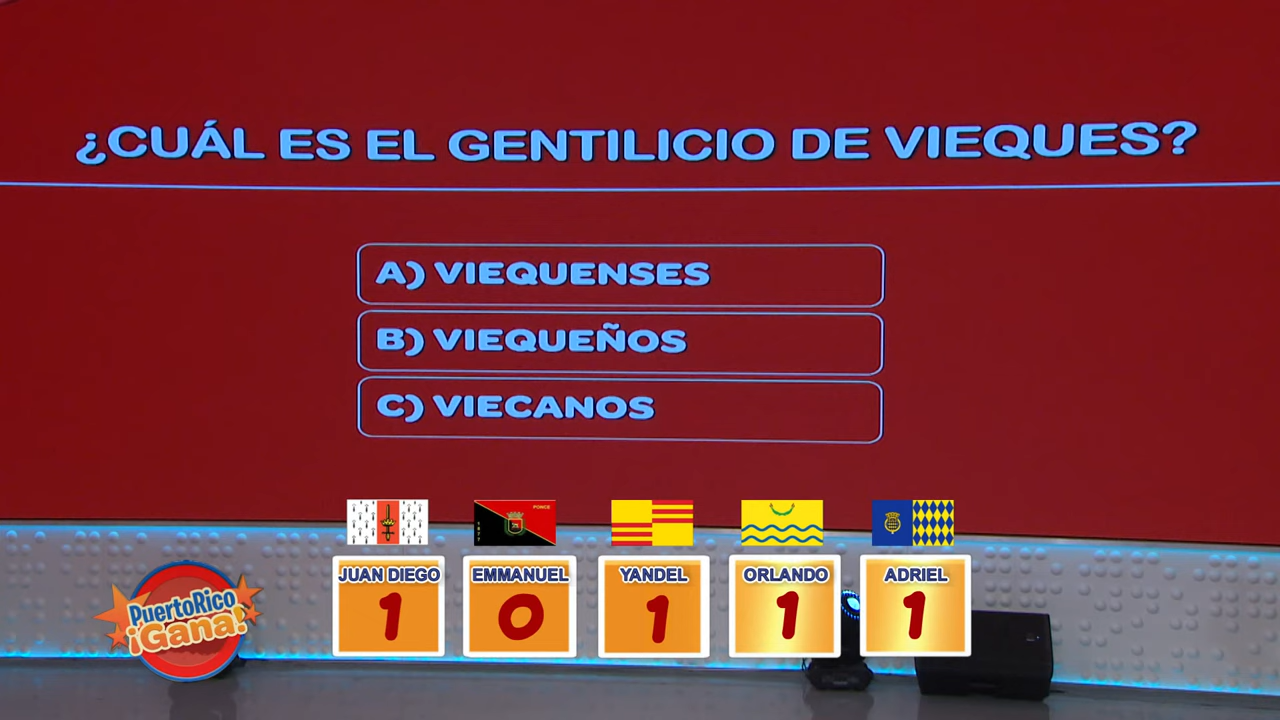 ¿CUÁL ES EL GENTILICIO DE VIEQUES?
A) VIEQUENSES
B) VIEQUEÑOS
C) VIECANOS
PONCE
1877
JUAN DIEGO
EMMANUEL
YANDEL
ORLANDO
ADRIEL
1
0
1
1
1
PuertoRico
¡Gana!